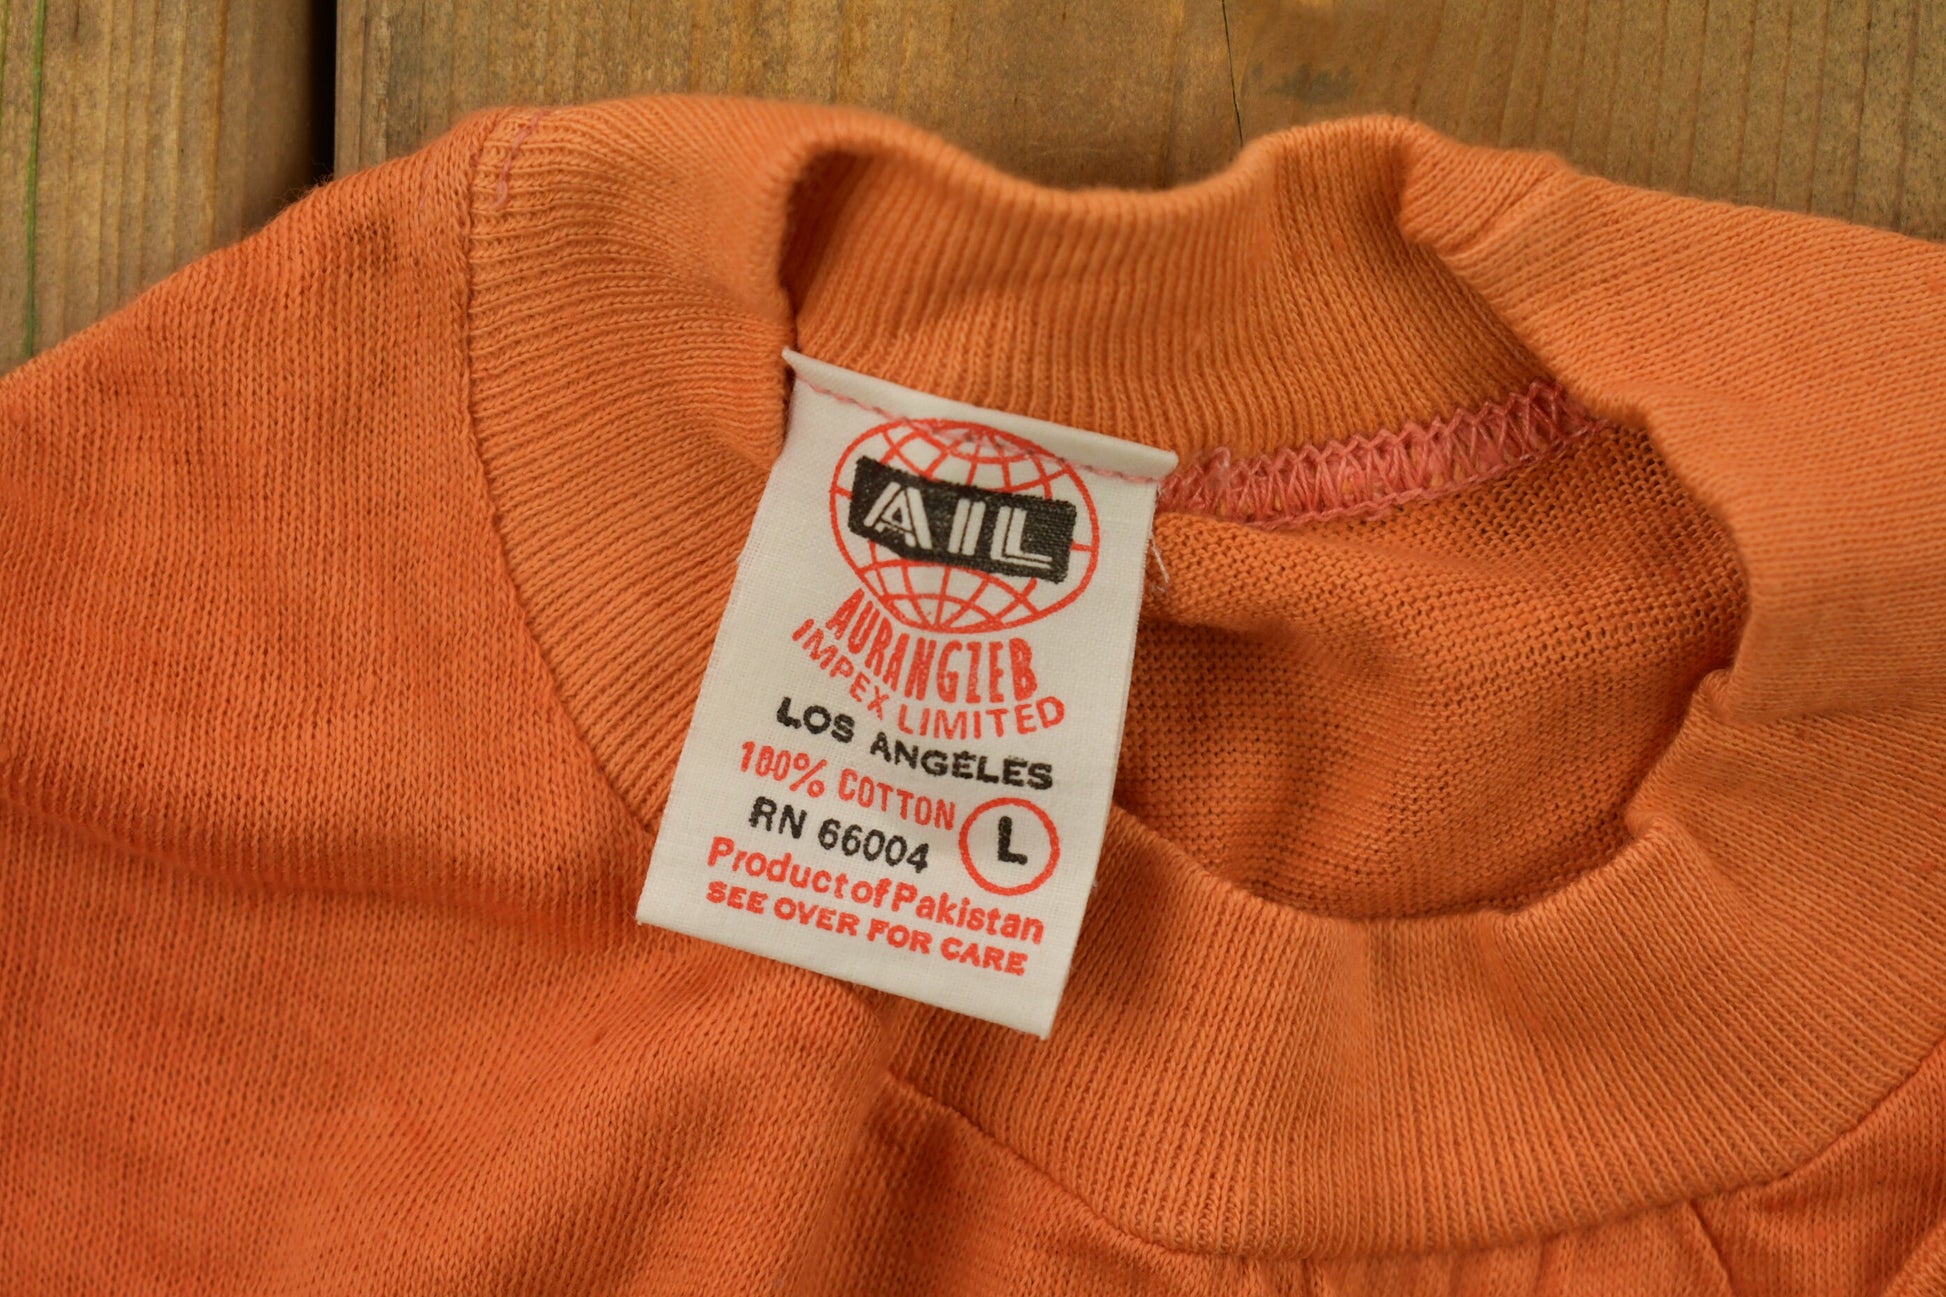 AIL
AURANGZEB
IMPEX LIMITED
LOS ANGELES
100% COTTON
L
RN 66004
Product of Pakistan
SEE OVER FOR CARE